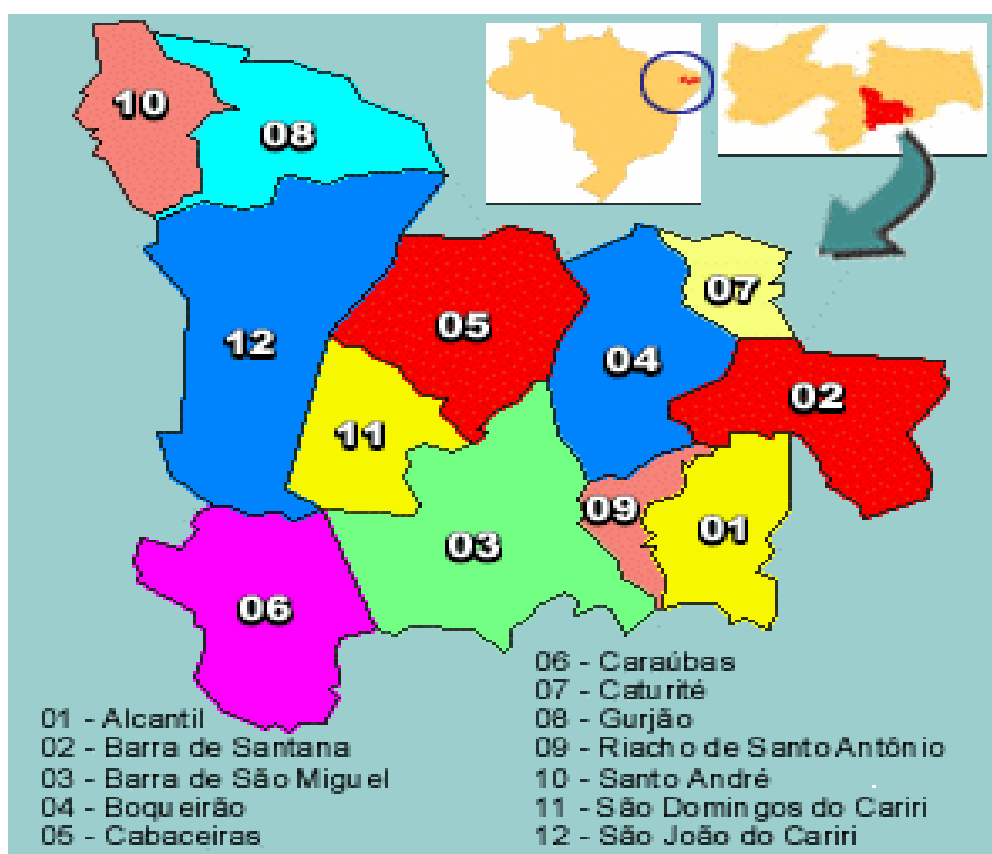 10
08
07
05
12
04
02
11
09
01
03
06
01 - Alcantil
02 - Barra de Santana
03 - Barra de São Miguel
04 - Boqueirão
05 - Cabaceiras
06 - Caraúbas
07 - Caturité
08 - Gurjão
09 - Riacho de Santo Antônio
10 - Santo André
11 - São Domingos do Cariri
12 - São João do Cariri